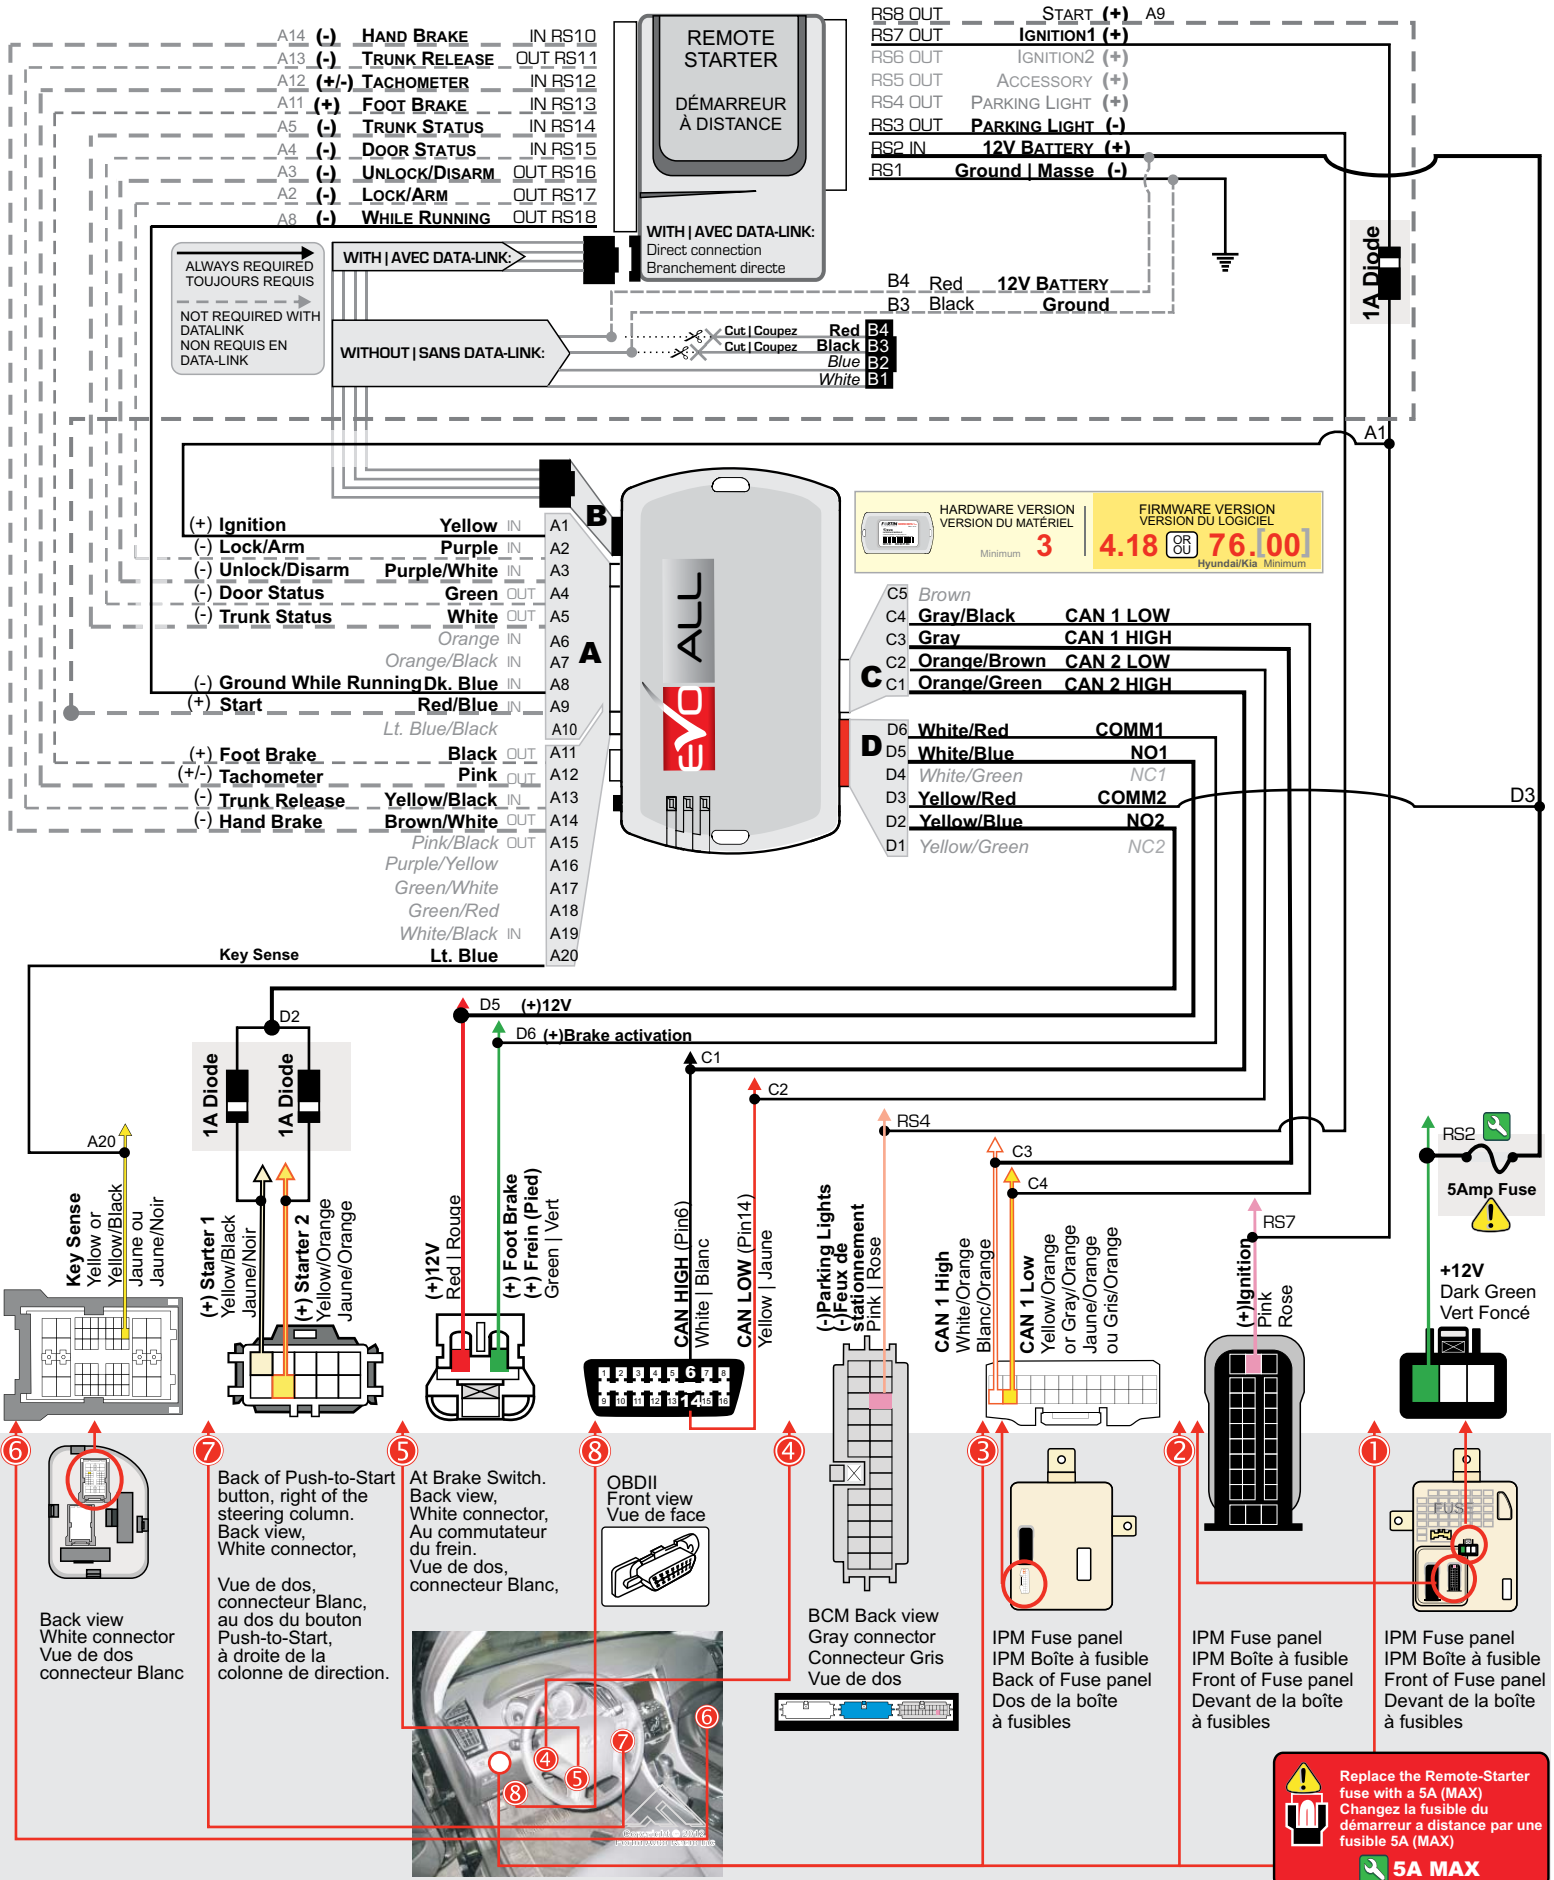 A14 (-) HAND BRAKE IN RS10
A13 (-) TRUNK RELEASE OUT RS11
A12 (+/-) TACHOMETER IN RS12
A11 (+) FOOT BRAKE IN RS13
A5 (-) TRUNK STATUS IN RS14
A4 (-) DOOR STATUS IN RS15
A3 (-) UNLOCK/DISARM OUT RS16
A2 (-) LOCK/ARM OUT RS17
A8 (-) WHILE RUNNING OUT RS18
REMOTE
STARTER
DÉMARREUR
À DISTANCE
WITH | AVEC DATA-LINK:
Direct connection
Branchement directe
RS8 OUT START (+) A9
RS7 OUT IGNITION1 (+)
RS6 OUT IGNITION2 (+)
RS5 OUT ACCESSORY (+)
RS4 OUT PARKING LIGHT (+)
RS3 OUT PARKING LIGHT (-)
RS2 IN 12V BATTERY (+)
RS1 Ground | Masse (-)
1A Diode
ALWAYS REQUIRED
TOUJOURS REQUIS
NOT REQUIRED WITH
DATALINK
NON REQUIS EN
DATA-LINK
WITH | AVEC DATA-LINK:
WITHOUT | SANS DATA-LINK:
B4 Red 12V BATTERY
B3 Black Ground
Cut | Coupez Red B4
Cut | Coupez Black B3
Blue B2
White B1
A1
B
(+) Ignition Yellow IN A1
(-) Lock/Arm Purple IN A2
(-) Unlock/Disarm Purple/White IN A3
(-) Door Status Green OUT A4
(-) Trunk Status White OUT A5
Orange IN A6
Orange/Black IN A7
(-) Ground While Running Dk. Blue IN A8
(+) Start Red/Blue IN A9
Lt. Blue/Black A10
(+) Foot Brake Black OUT A11
(+/-) Tachometer Pink OUT A12
(-) Trunk Release Yellow/Black IN A13
(-) Hand Brake Brown/White OUT A14
Pink/Black OUT A15
Purple/Yellow A16
Green/White A17
Green/Red A18
White/Black IN A19
Key Sense Lt. Blue A20
A
EVO ALL
HARDWARE VERSION
VERSION DU MATÉRIEL
Minimum 3
FIRMWARE VERSION
VERSION DU LOGICIEL
4.18 OR OU 76.[00]
Hyundai/Kia Minimum
C
C5 Brown
C4 Gray/Black CAN 1 LOW
C3 Gray CAN 1 HIGH
C2 Orange/Brown CAN 2 LOW
C1 Orange/Green CAN 2 HIGH
D
D6 White/Red COMM1
D5 White/Blue NO1
D4 White/Green NC1
D3 Yellow/Red COMM2
D2 Yellow/Blue NO2
D1 Yellow/Green NC2
D3
D2
1A Diode
1A Diode
D5 (+)12V
D6 (+)Brake activation
C1
C2
RS4
C3
C4
RS7
RS2
5Amp Fuse
A20
Key Sense
Yellow or
Yellow/Black
Jaune ou
Jaune/Noir
(+) Starter 1
Yellow/Black
Jaune/Noir
(+) Starter 2
Yellow/Orange
Jaune/Orange
(+)12V
Red | Rouge
(+) Foot Brake
(+) Frein (Pied)
Green | Vert
CAN HIGH (Pin6)
White | Blanc
CAN LOW (Pin14)
Yellow | Jaune
(-)Parking Lights
(-)Feux de
stationnement
Pink | Rose
CAN 1 High
White/Orange
Blanc/Orange
CAN 1 Low
Yellow/Orange
or Gray/Orange
Jaune/Orange
ou Gris/Orange
(+)Ignition
Pink
Rose
+12V
Dark Green
Vert Foncé
1 2 3 4 5 6 7 8
9 10 11 12 13 14 15 16
6
7
5
8
4
3
2
1
Back view
White connector
Vue de dos
connecteur Blanc
Back of Push-to-Start
button, right of the
steering column.
Back view,
White connector,
Vue de dos,
connecteur Blanc,
au dos du bouton
Push-to-Start,
à droite de la
colonne de direction.
At Brake Switch.
Back view,
White connector,
Au commutateur
du frein.
Vue de dos,
connecteur Blanc,
OBDII
Front view
Vue de face
BCM Back view
Gray connector
Connecteur Gris
Vue de dos
IPM Fuse panel
IPM Boîte à fusible
Back of Fuse panel
Dos de la boîte
à fusibles
IPM Fuse panel
IPM Boîte à fusible
Front of Fuse panel
Devant de la boîte
à fusibles
FUSE
IPM Fuse panel
IPM Boîte à fusible
Front of Fuse panel
Devant de la boîte
à fusibles
4
5
6
7
8
Replace the Remote-Starter
fuse with a 5A (MAX)
Changez la fusible du
démarreur a distance par une
fusible 5A (MAX)
5A MAX